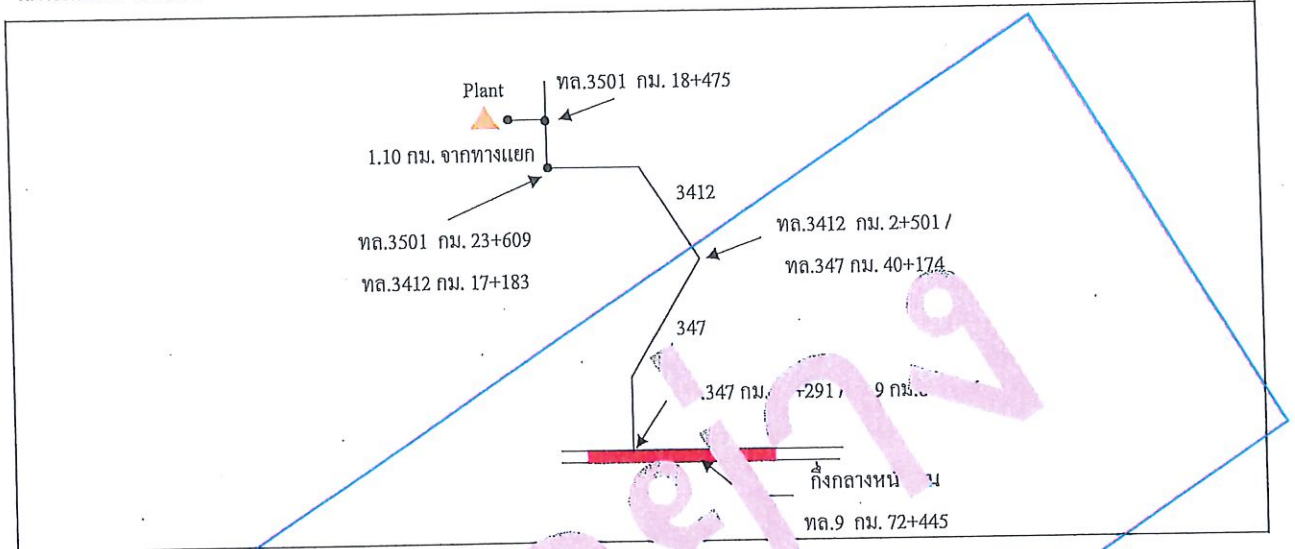 Plant
ทล.3501 กม. 18+475
1.10 กม. จากทางแยก
3412
ทล.3501 กม. 23+609
ทล.3412 กม. 17+183
ทล.3412 กม. 2+501 /
ทล.347 กม. 40+174
347
.347 กม. +291 / 9 กม.
กึ่งกลาง
ทล.9 กม. 72+445